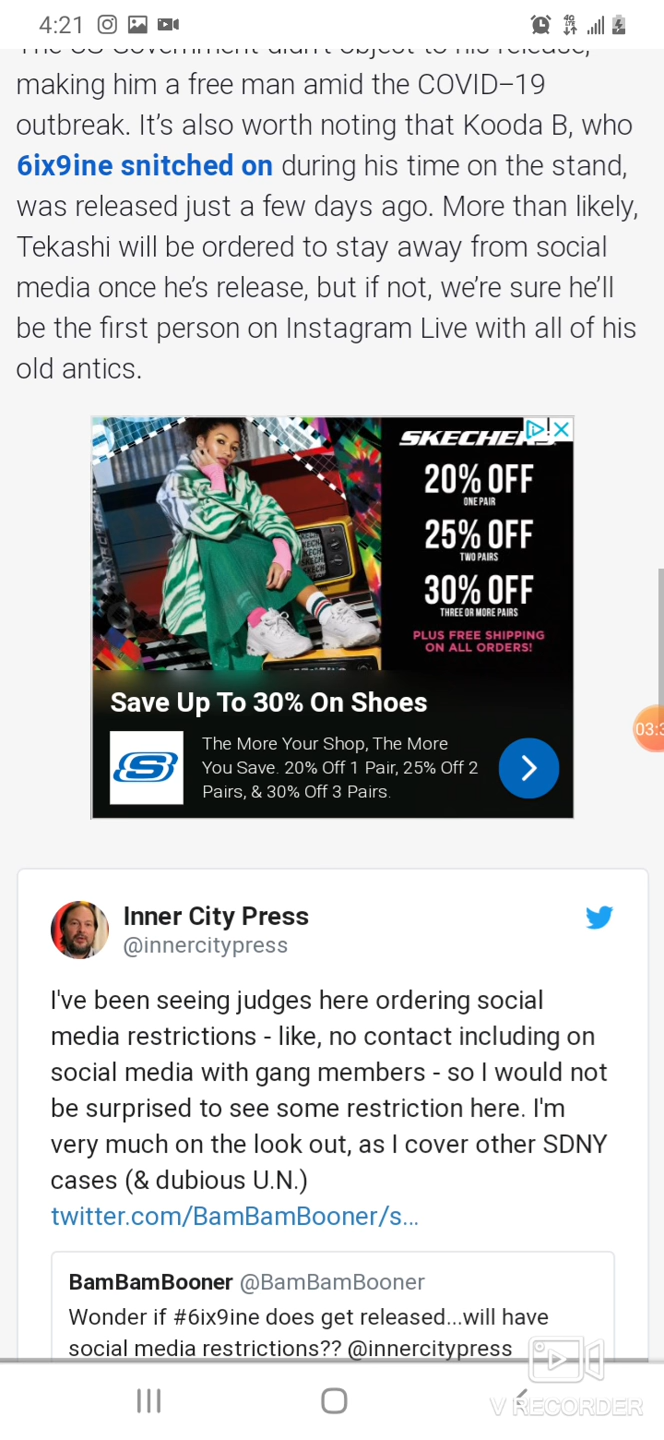 4:21
making him a free man amid the COVID-19
outbreak. It's also worth noting that Kooda B, who
6ix9ine snitched on during his time on the stand,
was released just a few days ago. More than likely,
Tekashi will be ordered to stay away from social
media once he's release, but if not, we're sure he'll
be the first person on Instagram Live with all of his
old antics.
20% OFF
ONE PAIR
25% OFF
TWO PAIRS
30% OFF
THREE OR MORE PAIRS
PLUS FREE SHIPPING
ON ALL ORDERS!
Save Up To 30% On Shoes
The More Your Shop, The More
You Save. 20% Off 1 Pair, 25% Off 2
Pairs, & 30% Off 3 Pairs.
Inner City Press
@innercitypress
I've been seeing judges here ordering social
media restrictions - like, no contact including on
social media with gang members - so I would not
be surprised to see some restriction here. I'm
very much on the look out, as I cover other SDNY
cases (& dubious U.N.)
twitter.com/BamBamBooner/s...
BamBamBooner @BamBamBooner
Wonder if #6ix9ine does get released...will have
social media restrictions?? @innercitypress
V RECORDER